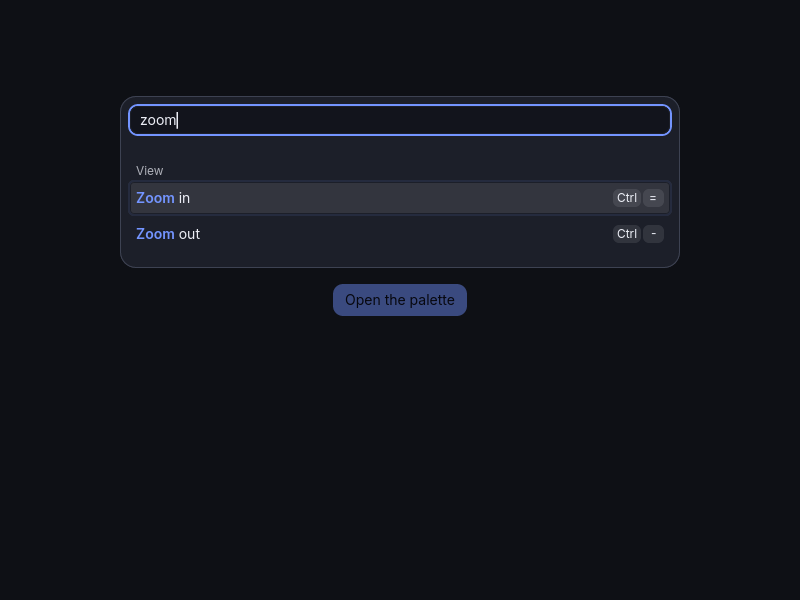 zoom
View
Zoom in Ctrl =
Zoom out Ctrl -
Open the palette